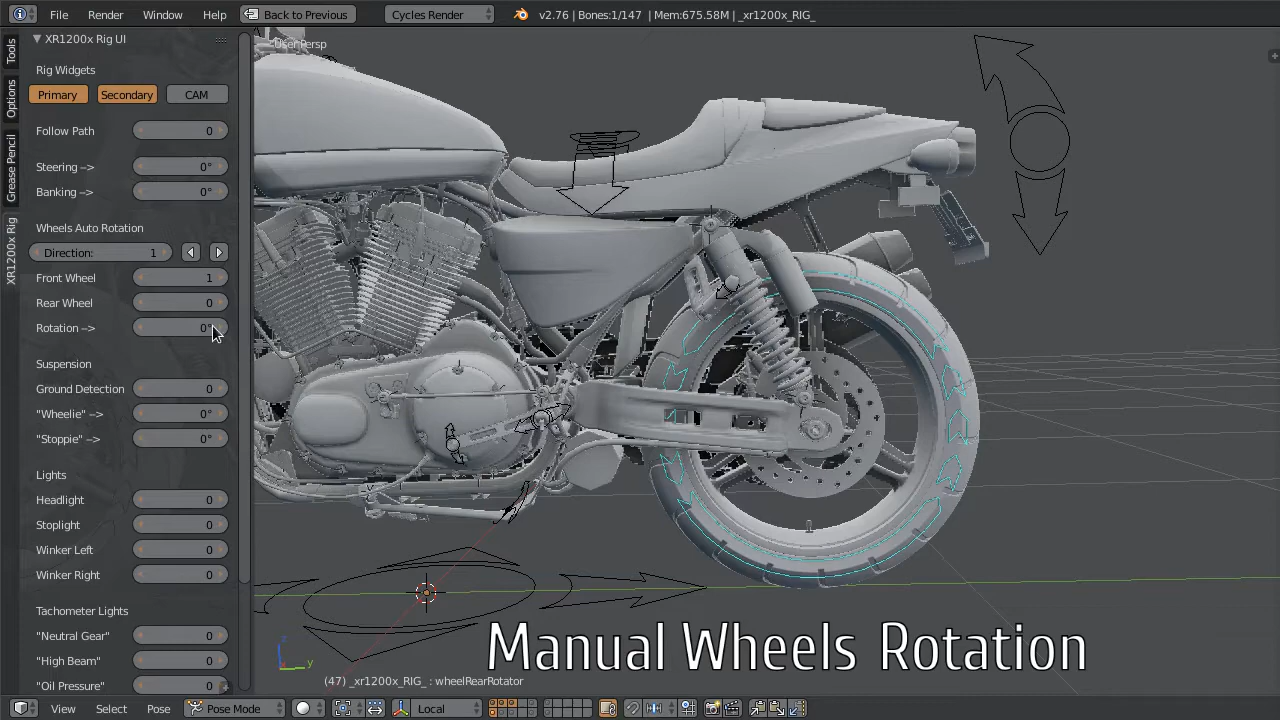 File Render Window Help Back to Previous Cycles Render v2.76 | Bones:1/147 | Mem:675.58M | _xr1200x_RIG_
XR1200x Rig UI
User Persp
Tools
Options
Grease Pencil
XR1200x Rig
Rig Widgets
Primary Secondary CAM
Follow Path 0
Steering -> 0°
Banking -> 0°
Wheels Auto Rotation
Direction: 1
Front Wheel 1
Rear Wheel 0
Rotation -> 0°
Suspension
Ground Detection 0
"Wheelie" -> 0°
"Stoppie" -> 0°
Lights
Headlight 0
Stoplight 0
Winker Left 0
Winker Right 0
Tachometer Lights
"Neutral Gear" 0
"High Beam" 0
"Oil Pressure" 0
Manual Wheels Rotation
z
y
(47) _xr1200x_RIG_ : wheelRearRotator
View Select Pose Pose Mode Local